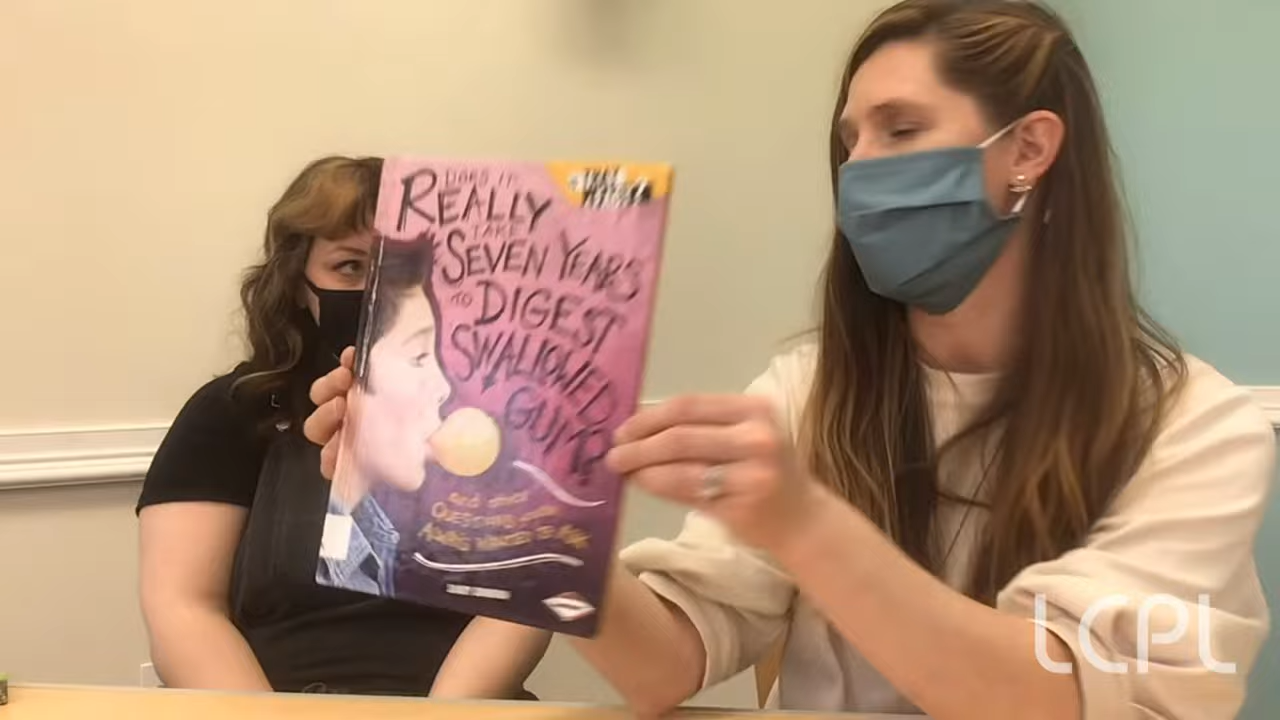 DOES IT
REALLY
TAKE
SEVEN YEARS
TO DIGEST
SWALLOWED
GUM?
And other
QUESTIONS you've
ALWAYS WANTED TO ASK
LCPL